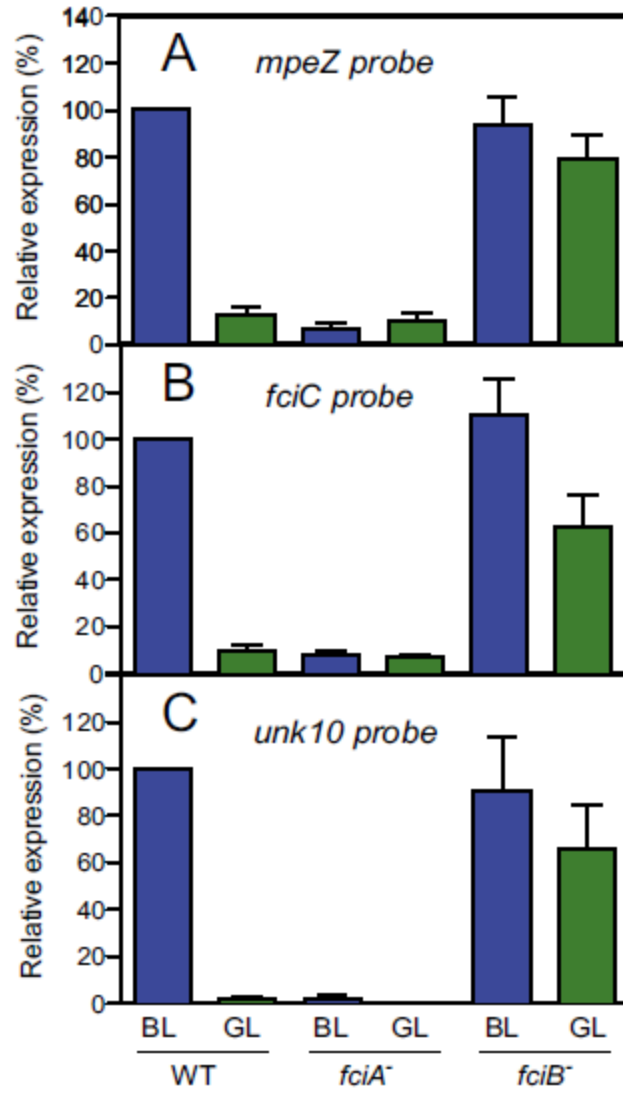 Relative expression (%)
140
120
100
80
60
40
20
0
A
mpeZ probe
Relative expression (%)
120
100
80
60
40
20
0
B
fciC probe
Relative expression (%)
120
100
80
60
40
20
0
C
unk10 probe
BL GL BL GL BL GL
WT fciA⁻ fciB⁻